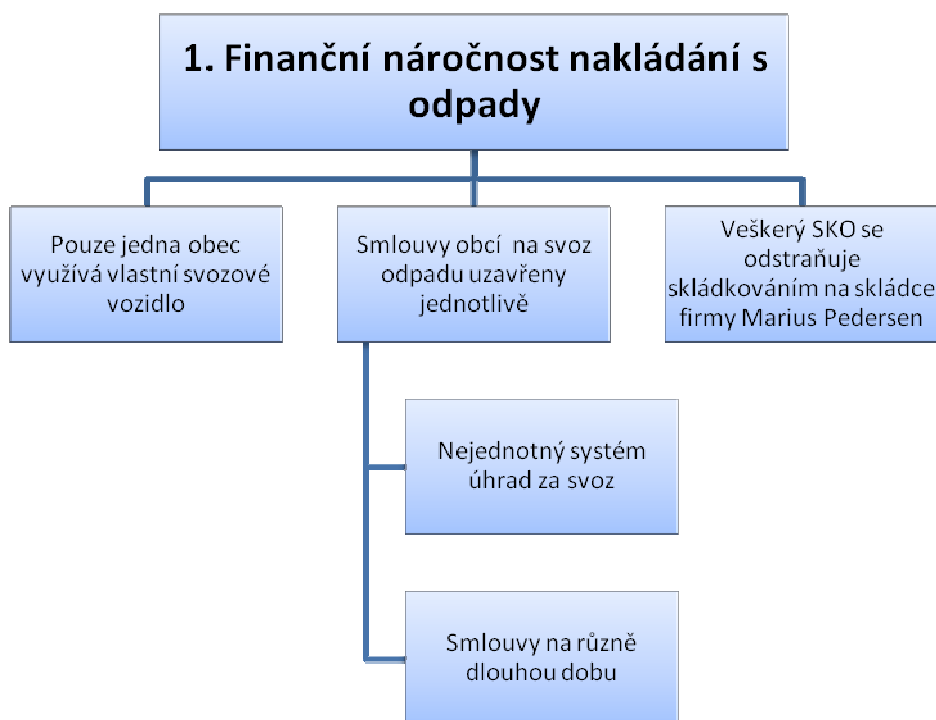 1. Finanční náročnost nakládání s
odpady
Pouze jedna obec
využívá vlastní svozové
vozidlo
Smlouvy obcí na svoz
odpadu uzavřeny
jednotlivě
Veškerý SKO se
odstraňuje
skládkováním na skládce
firmy Marius Pedersen
Nejednotný systém
úhrad za svoz
Smlouvy na různě
dlouhou dobu